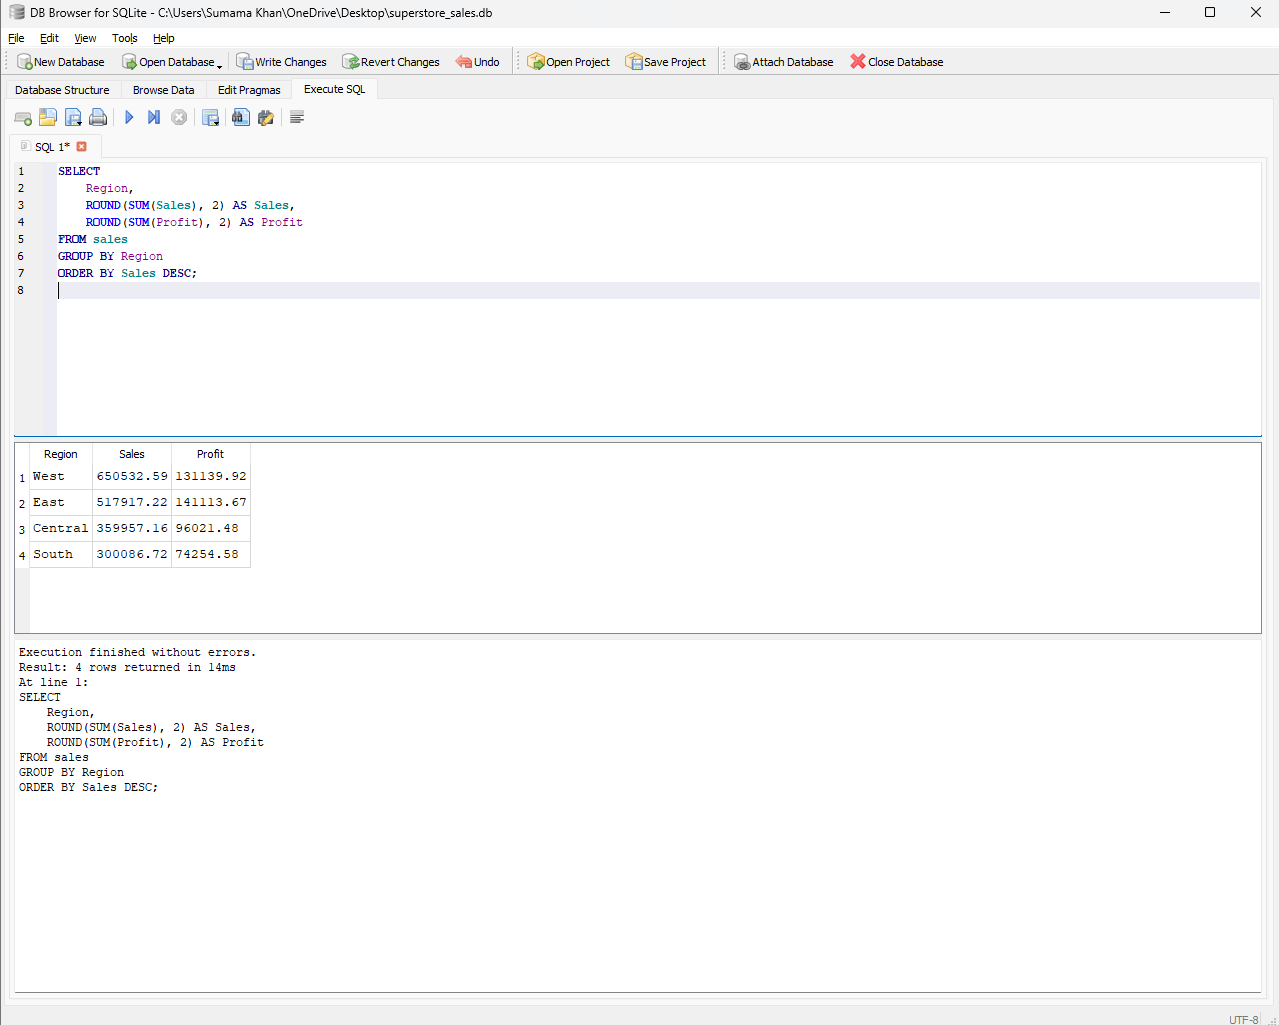 DB Browser for SQLite - C:\Users\Sumama Khan\OneDrive\Desktop\superstore_sales.db
File Edit View Tools Help
New Database Open Database Write Changes Revert Changes Undo Open Project Save Project Attach Database Close Database
Database Structure Browse Data Edit Pragmas Execute SQL
SQL 1*
1 SELECT
2 Region,
3 ROUND(SUM(Sales), 2) AS Sales,
4 ROUND(SUM(Profit), 2) AS Profit
5 FROM sales
6 GROUP BY Region
7 ORDER BY Sales DESC;
8
Region Sales Profit
1 West 650532.59 131139.92
2 East 517917.22 141113.67
3 Central 359957.16 96021.48
4 South 300086.72 74254.58
Execution finished without errors.
Result: 4 rows returned in 14ms
At line 1:
SELECT
Region,
ROUND(SUM(Sales), 2) AS Sales,
ROUND(SUM(Profit), 2) AS Profit
FROM sales
GROUP BY Region
ORDER BY Sales DESC;
UTF-8